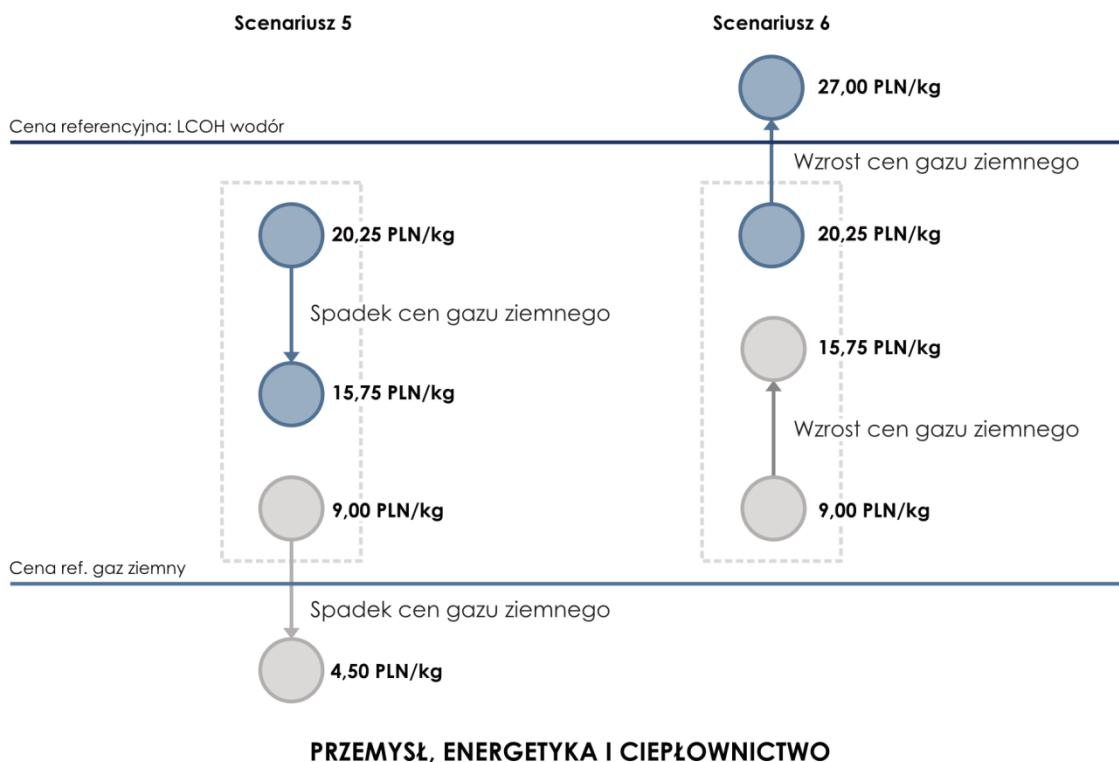 Scenariusz 5
Scenariusz 6
27,00 PLN/kg
Cena referencyjna: LCOH wodór
Wzrost cen gazu ziemnego
20,25 PLN/kg
20,25 PLN/kg
Spadek cen gazu ziemnego
15,75 PLN/kg
15,75 PLN/kg
Wzrost cen gazu ziemnego
9,00 PLN/kg
9,00 PLN/kg
Cena ref. gaz ziemny
Spadek cen gazu ziemnego
4,50 PLN/kg
PRZEMYSŁ, ENERGETYKA I CIEPŁOWNICTWO